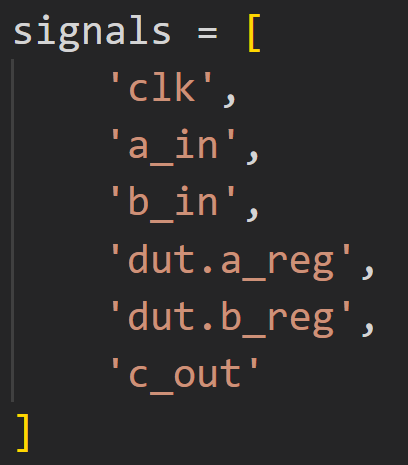 signals = [
    'clk',
    'a_in',
    'b_in',
    'dut.a_reg',
    'dut.b_reg',
    'c_out'
]